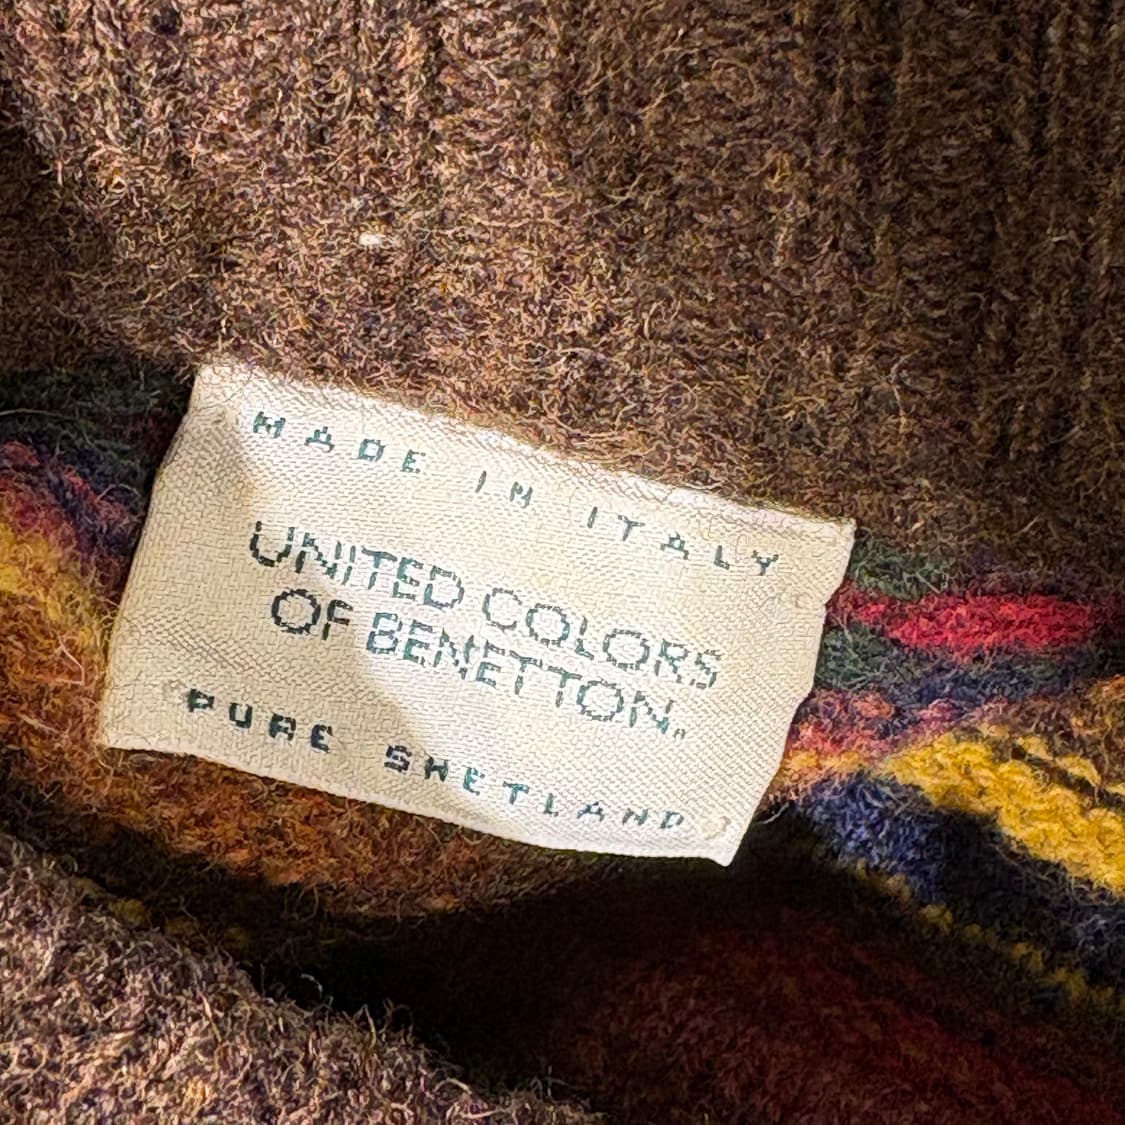 MADE IN ITALY
UNITED COLORS
OF BENETTON.
PURE SHETLAND